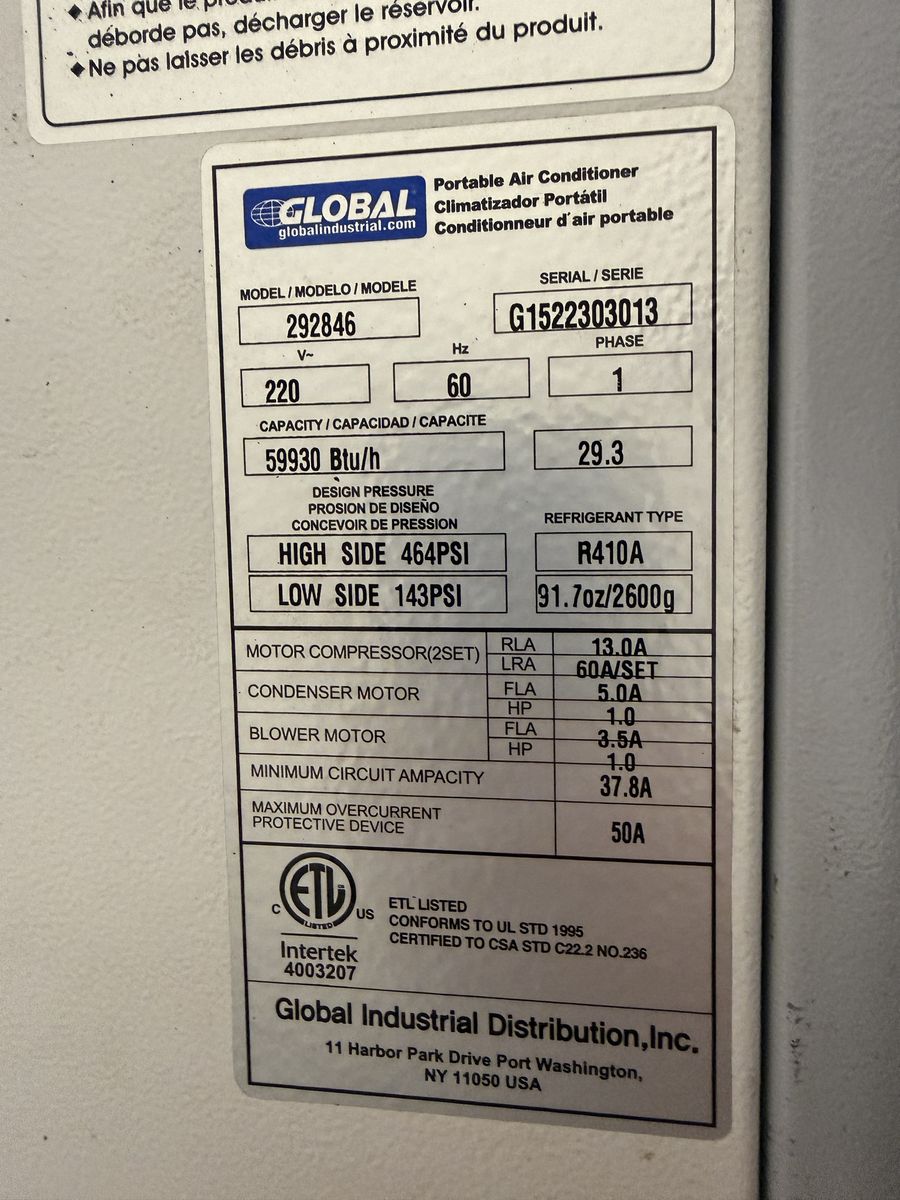 ◆ Afin que le
déborde pas, décharger le réservoir.
◆ Ne pas laisser les débris à proximité du produit.
GLOBAL
globalindustrial.com
Portable Air Conditioner
Climatizador Portátil
Conditionneur d'air portable
MODEL / MODELO / MODELE
SERIAL / SERIE
292846
G1522303013
V~
Hz
PHASE
220
60
1
CAPACITY / CAPACIDAD / CAPACITE
59930 Btu/h
29.3
DESIGN PRESSURE
PROSION DE DISEÑO
CONCEVOIR DE PRESSION
REFRIGERANT TYPE
HIGH SIDE 464PSI
R410A
LOW SIDE 143PSI
91.7oz/2600g
MOTOR COMPRESSOR(2SET) RLA 13.0A
LRA 60A/SET
CONDENSER MOTOR FLA 5.0A
HP 1.0
BLOWER MOTOR FLA 3.5A
HP 1.0
MINIMUM CIRCUIT AMPACITY 37.8A
MAXIMUM OVERCURRENT
PROTECTIVE DEVICE 50A
ETL
LISTED
C US
Intertek
4003207
ETL LISTED
CONFORMS TO UL STD 1995
CERTIFIED TO CSA STD C22.2 NO.236
Global Industrial Distribution,Inc.
11 Harbor Park Drive Port Washington,
NY 11050 USA